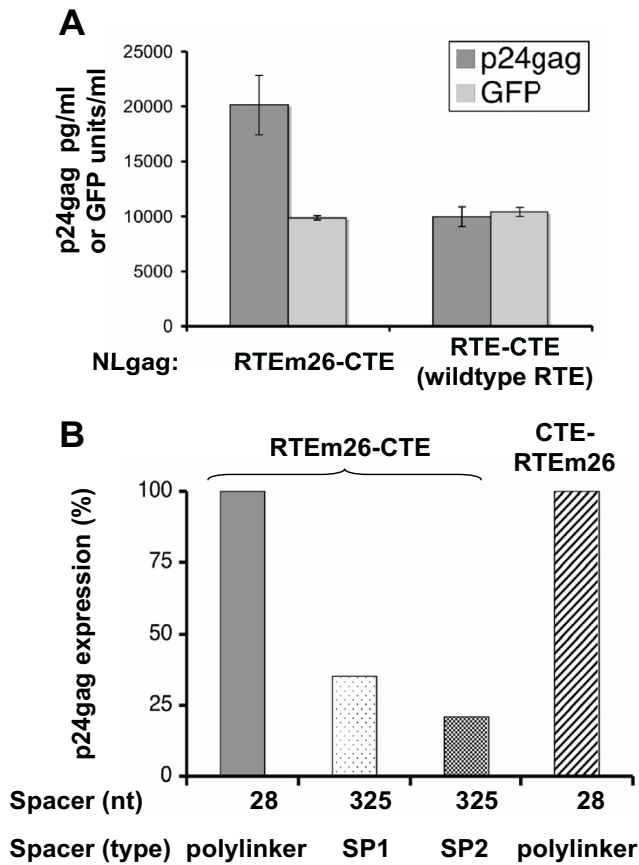 A
p24gag pg/ml
or GFP units/ml
25000
20000
15000
10000
5000
0
p24gag
GFP
NLgag: RTEm26-CTE RTE-CTE
(wildtype RTE)
B
RTEm26-CTE
CTE-
RTEm26
p24gag expression (%)
100
75
50
25
0
Spacer (nt) 28 325 325 28
Spacer (type) polylinker SP1 SP2 polylinker